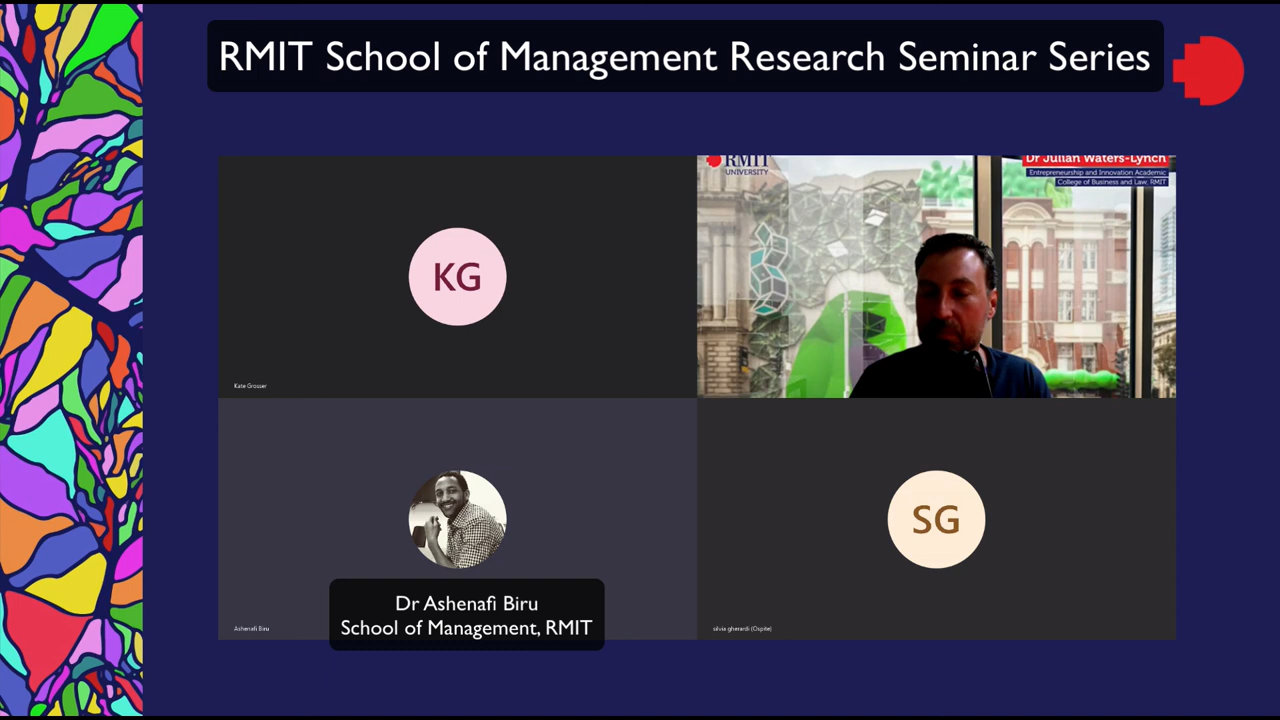 RMIT School of Management Research Seminar Series
KG
Kate Grosser
RMIT
UNIVERSITY
Dr Julian Waters-Lynch
Entrepreneurship and Innovation Academic
College of Business and Law, RMIT
Dr Ashenafi Biru
School of Management, RMIT
Ashenafi Biru
SG
silvia gherardi (Ospite)